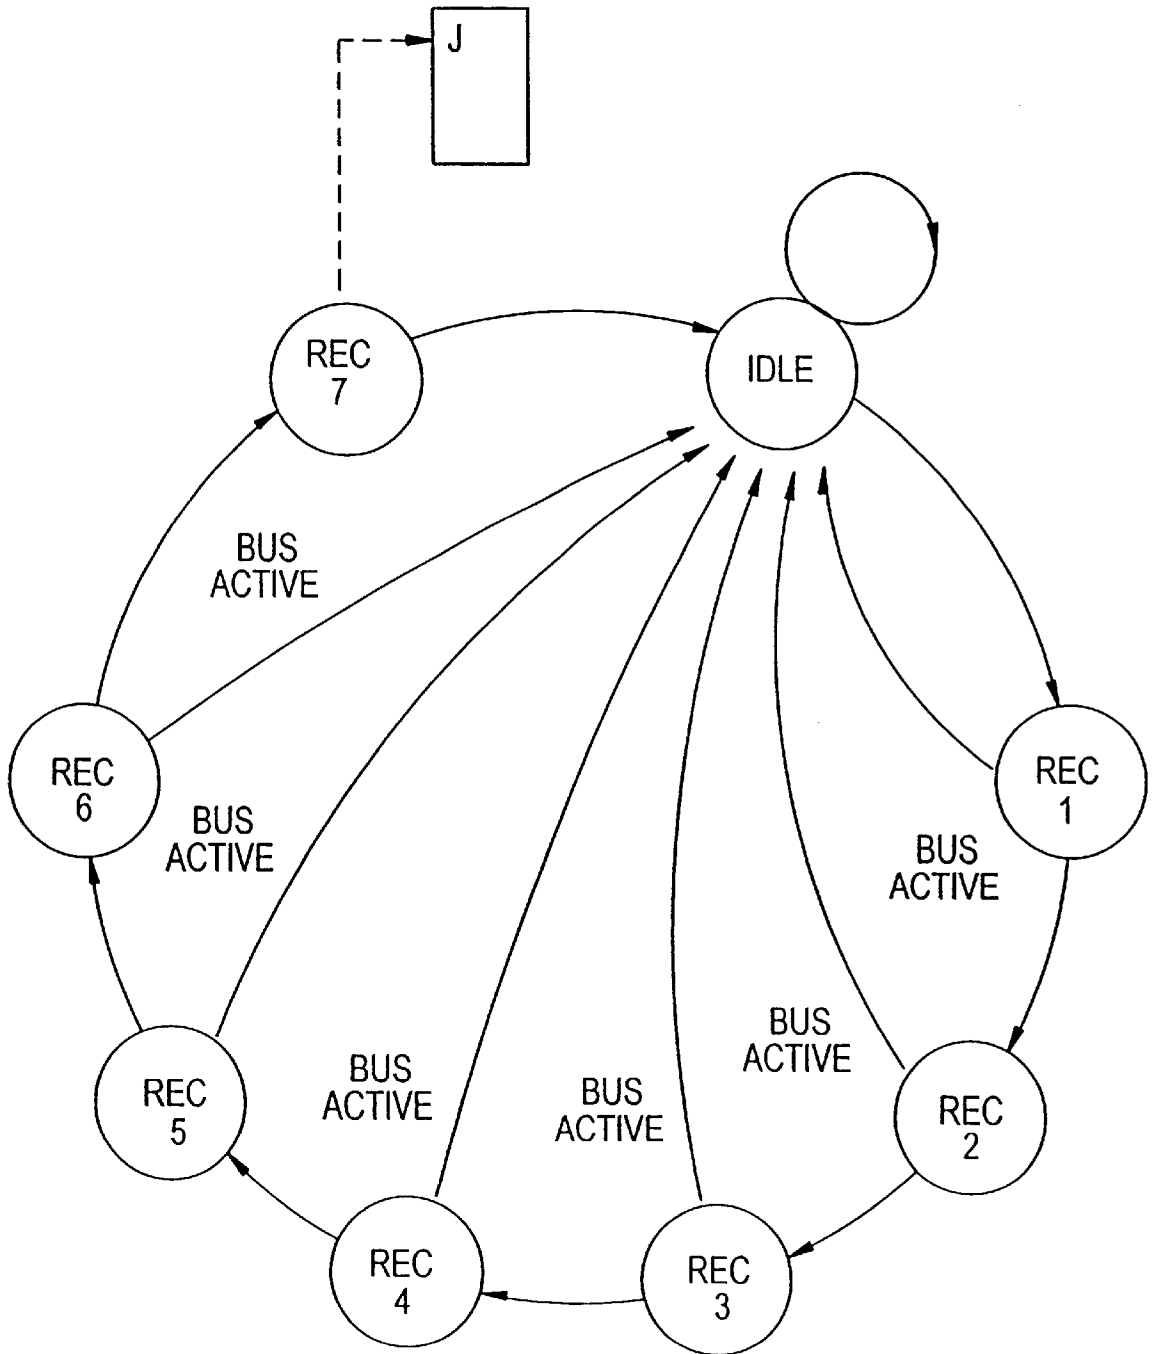 J
REC
7
IDLE
BUS
ACTIVE
REC
6
REC
1
BUS
ACTIVE
BUS
ACTIVE
REC
5
BUS
ACTIVE
BUS
ACTIVE
BUS
ACTIVE
REC
2
REC
4
REC
3